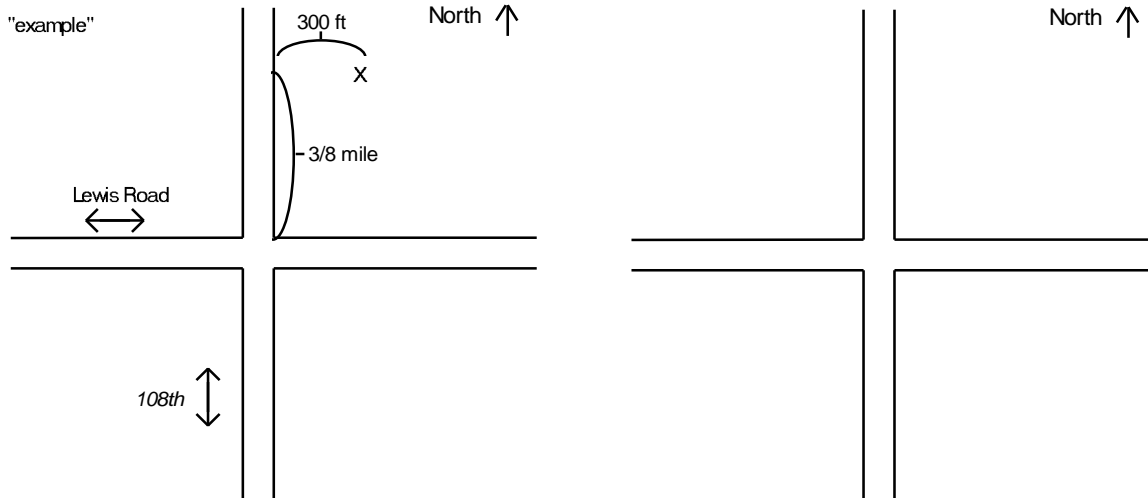 "example"
300 ft
North
X
3/8 mile
Lewis Road
108th
North